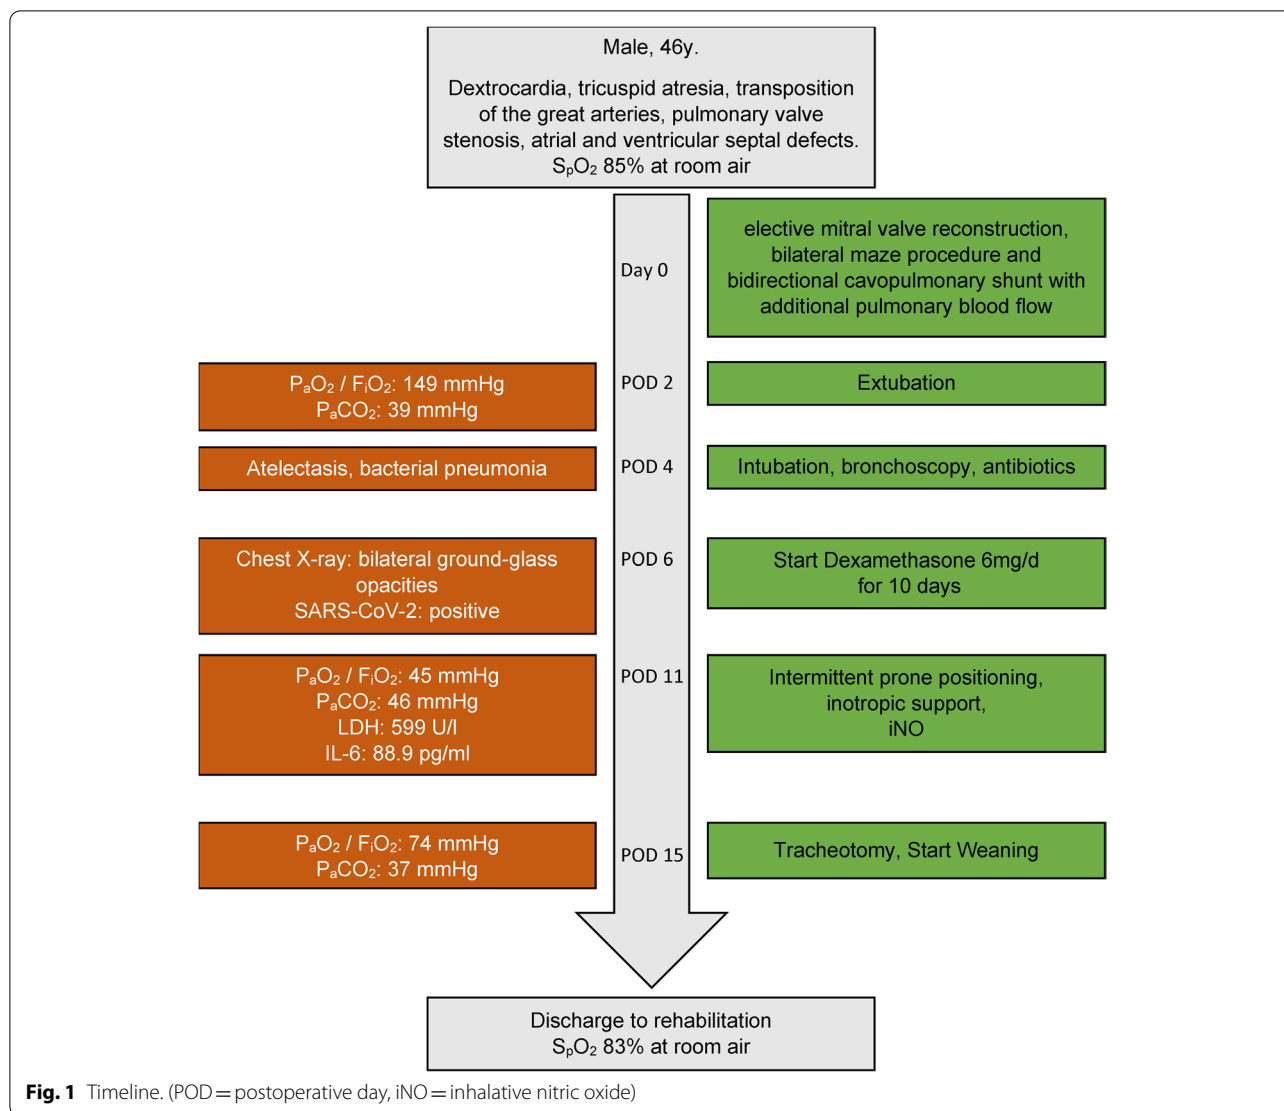 Male, 46y.
Dextrocardia, tricuspid atresia, transposition
of the great arteries, pulmonary valve
stenosis, atrial and ventricular septal defects.
SpO2 85% at room air
Day 0
elective mitral valve reconstruction,
bilateral maze procedure and
bidirectional cavopulmonary shunt with
additional pulmonary blood flow
PaO2 / FiO2: 149 mmHg
PaCO2: 39 mmHg
POD 2
Extubation
Atelectasis, bacterial pneumonia
POD 4
Intubation, bronchoscopy, antibiotics
Chest X-ray: bilateral ground-glass
opacities
SARS-CoV-2: positive
POD 6
Start Dexamethasone 6mg/d
for 10 days
PaO2 / FiO2: 45 mmHg
PaCO2: 46 mmHg
LDH: 599 U/l
IL-6: 88.9 pg/ml
POD 11
Intermittent prone positioning,
inotropic support,
iNO
PaO2 / FiO2: 74 mmHg
PaCO2: 37 mmHg
POD 15
Tracheotomy, Start Weaning
Discharge to rehabilitation
SpO2 83% at room air
Fig. 1 Timeline. (POD = postoperative day, iNO = inhalative nitric oxide)